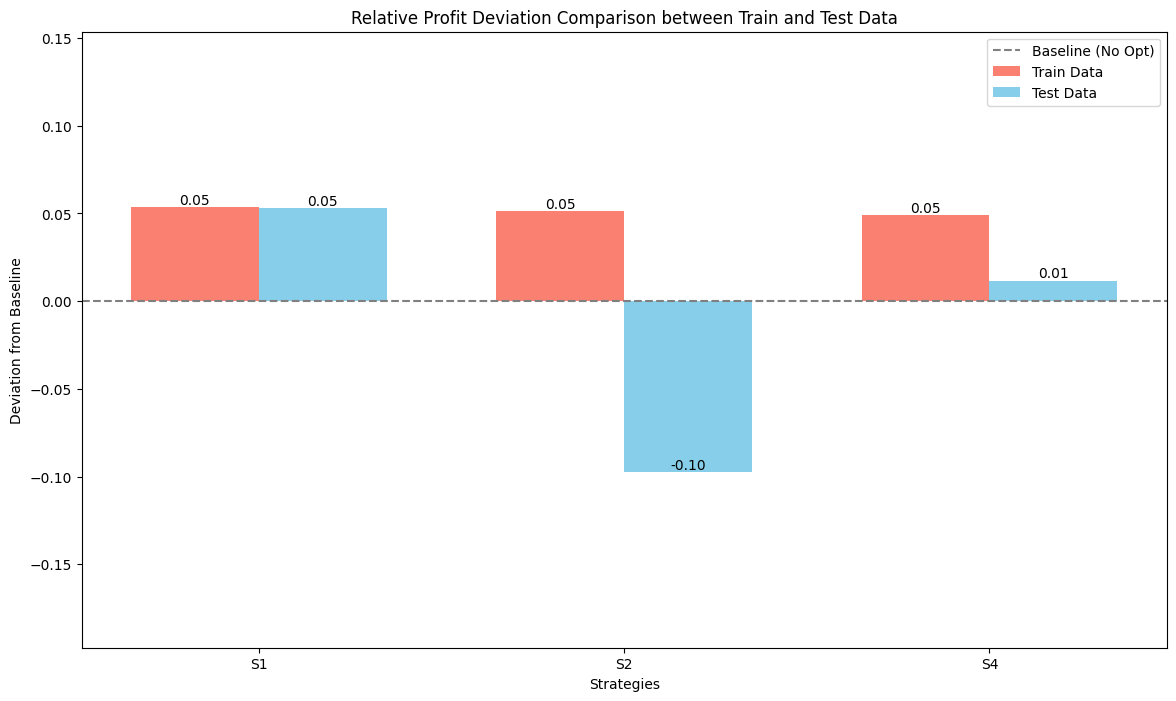 Relative Profit Deviation Comparison between Train and Test Data
Baseline (No Opt)
Train Data
Test Data
Deviation from Baseline
0.15
0.10
0.05
0.00
−0.05
−0.10
−0.15
0.05
0.05
0.05
-0.10
0.05
0.01
S1
S2
S4
Strategies